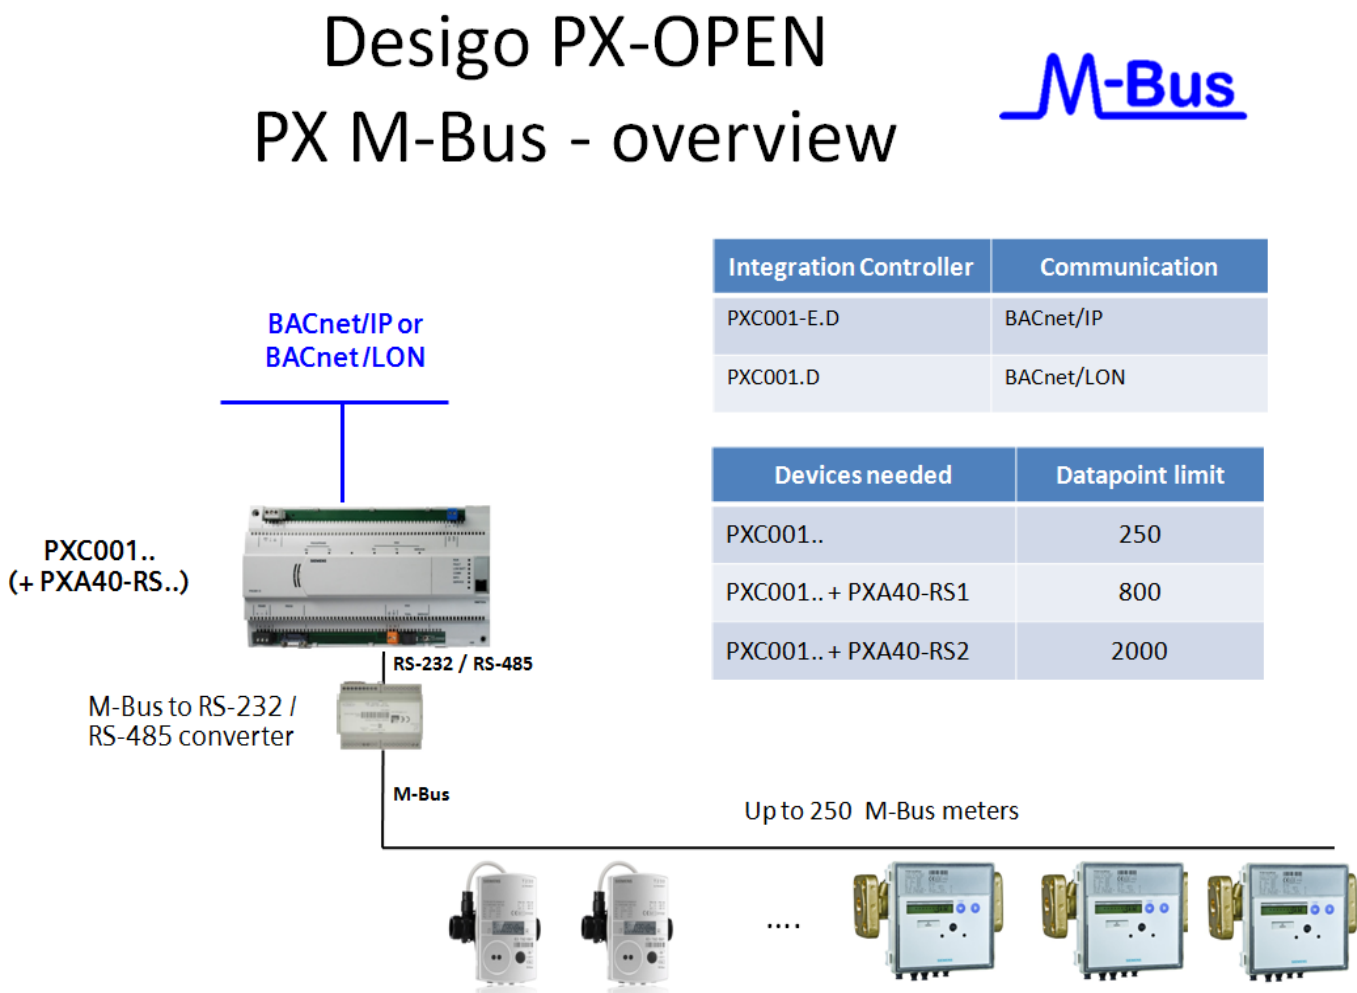 Desigo PX-OPEN
PX M-Bus - overview
M-Bus
Integration Controller Communication
PXC001-E.D BACnet/IP
PXC001.D BACnet/LON
BACnet/IP or
BACnet/LON
Devices needed Datapoint limit
PXC001.. 250
PXC001.. + PXA40-RS1 800
PXC001.. + PXA40-RS2 2000
PXC001..
(+ PXA40-RS..)
SIEMENS
RS-232 / RS-485
M-Bus to RS-232 /
RS-485 converter
M-Bus
Up to 250 M-Bus meters
....